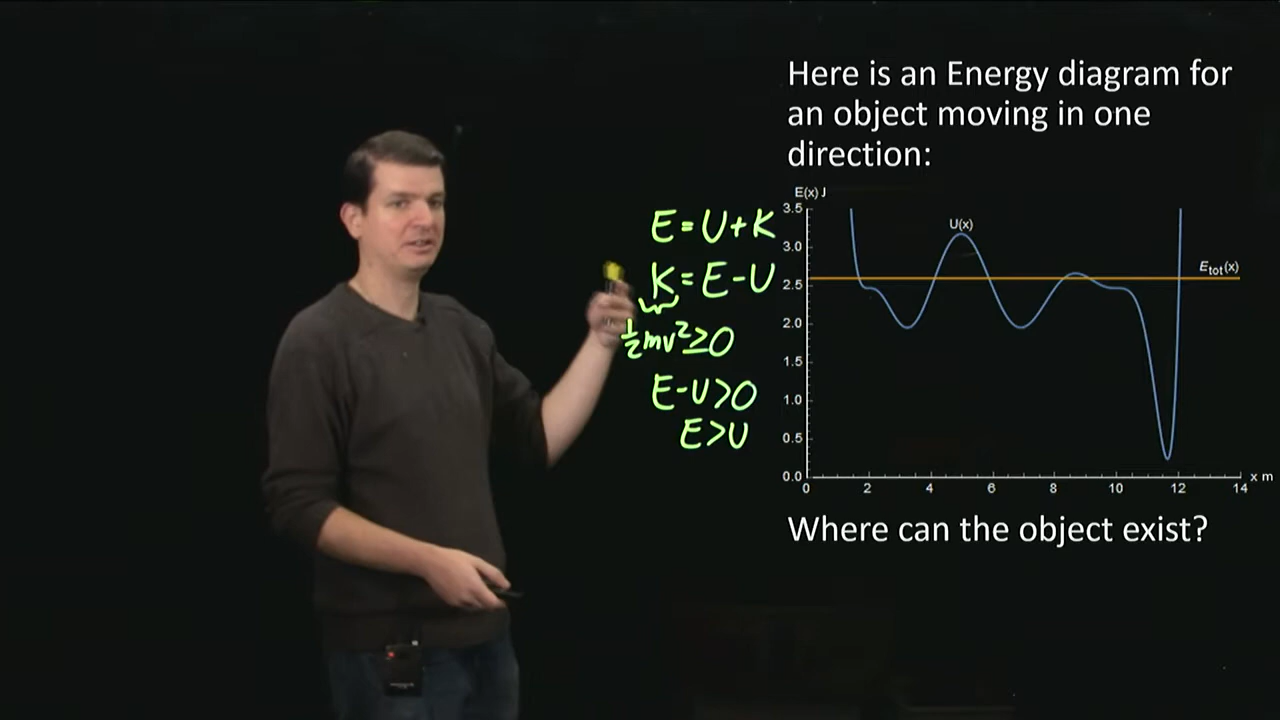 Here is an Energy diagram for
an object moving in one
direction:
E=U+K
K=E-U
½mv²≥0
E-U>0
E>U
E(x) J
3.5
3.0
2.5
2.0
1.5
1.0
0.5
0.0
U(x)
Etot(x)
0 2 4 6 8 10 12 14 x m
Where can the object exist?